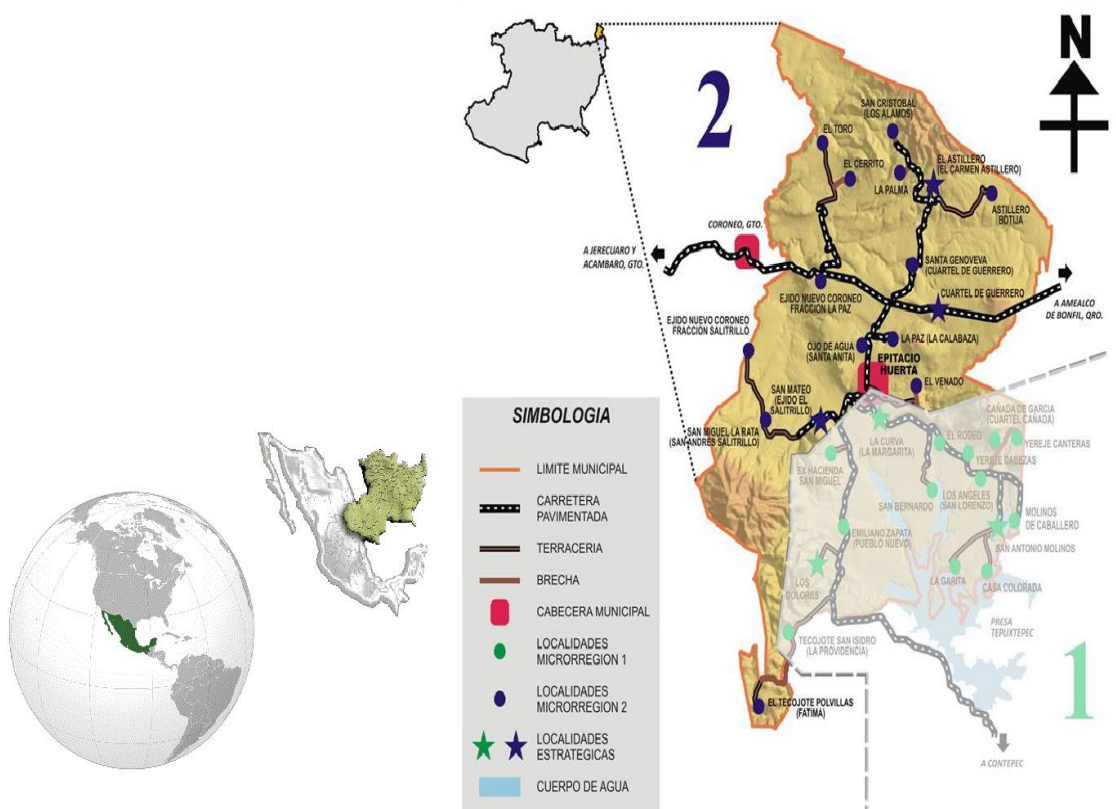 2
N
SAN CRISTOBAL
(LOS ALAMOS)
EL TORO
EL CERRITO
LA PALMA
EL ASTILLERO
(EL CARMEN ASTILLERO)
ASTILLERO
BOTIJA
CORONEO, GTO.
A JERECUARO Y
ACAMBARO, GTO.
SANTA GENOVEVA
(CUARTEL DE GUERRERO)
CUARTEL DE GUERRERO
A AMEALCO
DE BONFIL, QRO.
EJIDO NUEVO CORONEO
FRACCION LA PAZ
EJIDO NUEVO CORONEO
FRACCIÓN SALITRILLO
OJO DE AGUA
(SANTA ANITA)
LA PAZ (LA CALABAZA)
EPITACIO
HUERTA
EL VENADO
SAN MATEO
(EJIDO EL
SALITRILLO)
SAN MIGUEL LA RATA
(SAN ANDRES SALITRILLO)
LA CURVA
(LA MARGARITA)
EL RODEO
CAÑADA DE GARCIA
(CUARTEL CAÑADA)
YEREJE CANTERAS
YEREJE CABEZAS
EX HACIENDA
SAN MIGUEL
SAN BERNARDO
LOS ANGELES
(SAN LORENZO)
MOLINOS
DE CABALLERO
EMILIANO ZAPATA
(PUEBLO NUEVO)
SAN ANTONIO MOLINOS
LOS
DOLORES
LA GARITA
CASA COLORADA
PRESA
TEPUXTEPEC
TECOJOTE SAN ISIDRO
(LA PROVIDENCIA)
EL TECOJOTE POLVILLAS
(FATIMA)
A CONTEPEC
1
SIMBOLOGIA
LIMITE MUNICIPAL
CARRETERA
PAVIMENTADA
TERRACERIA
BRECHA
CABECERA MUNICIPAL
LOCALIDADES
MICRORREGION 1
LOCALIDADES
MICRORREGION 2
LOCALIDADES
ESTRATEGICAS
CUERPO DE AGUA